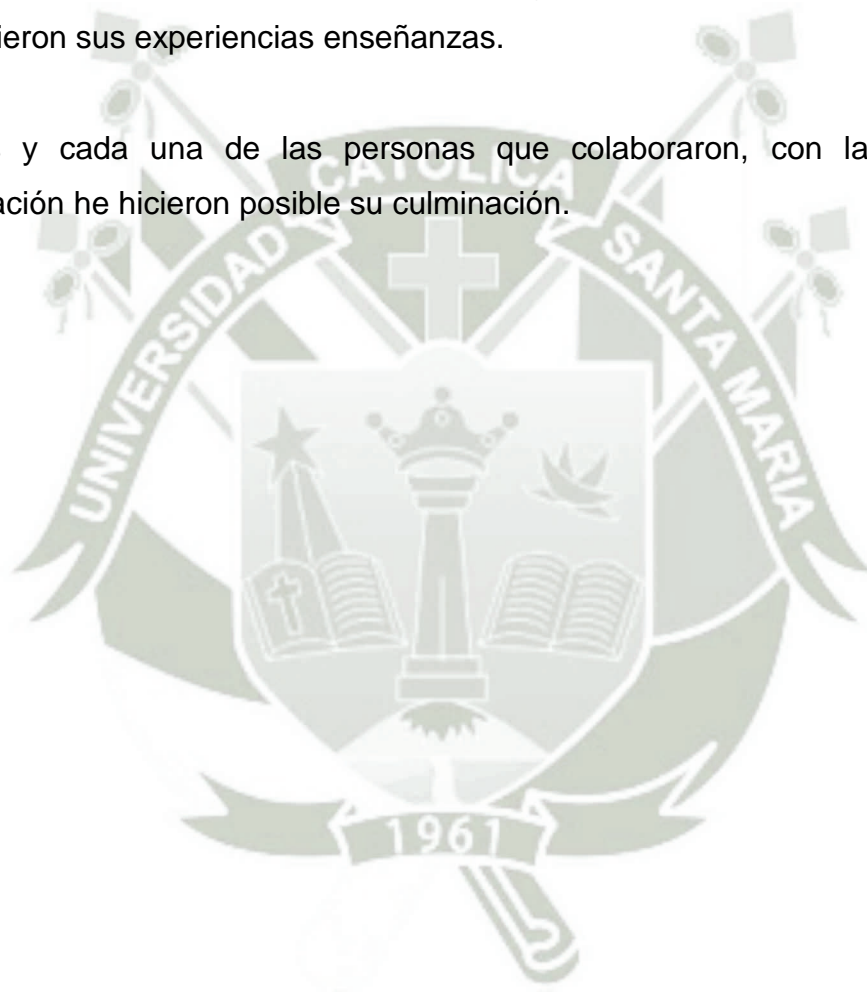 ieron sus experiencias enseñanzas.
y cada una de las personas que colaboraron, con la
ación he hicieron posible su culminación.
CATOLICA
UNIVERSIDAD
SANTA MARIA
1961